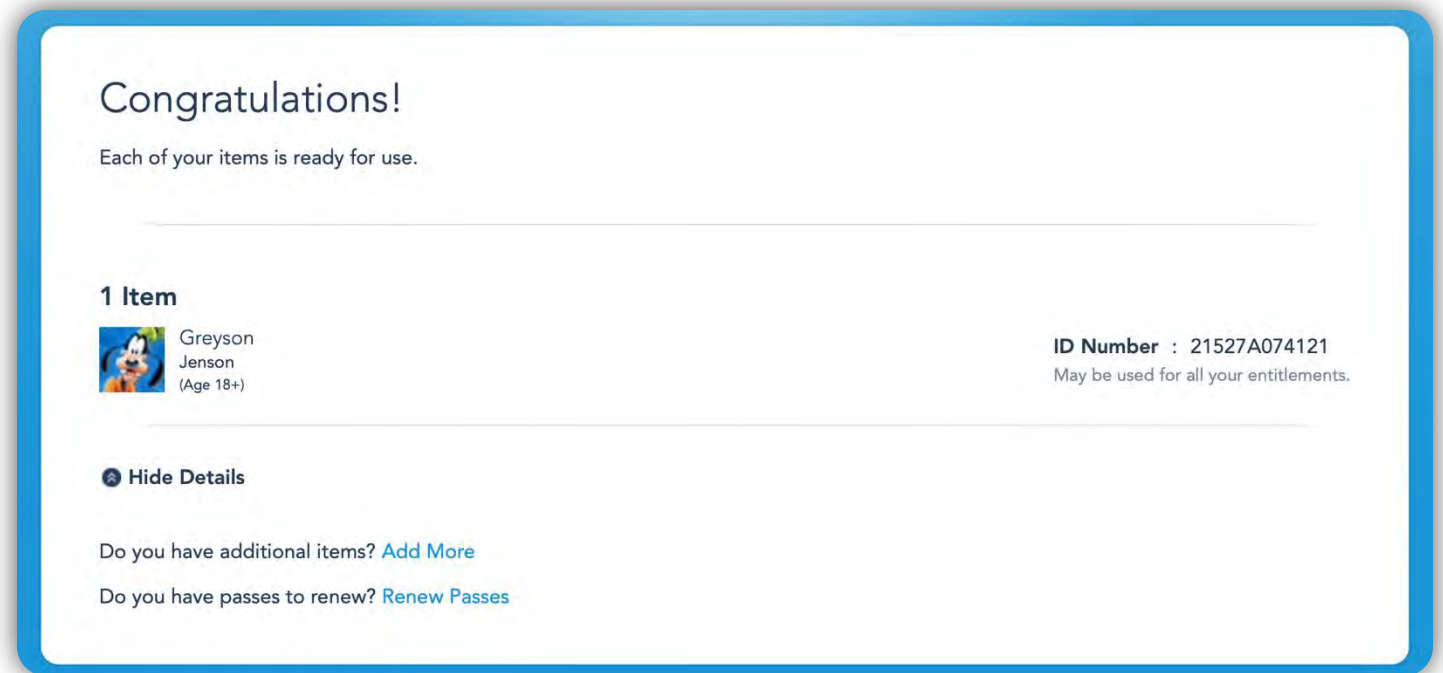 Congratulations!
Each of your items is ready for use.
1 Item
Greyson
Jenson
(Age 18+)
ID Number : 21527A074121
May be used for all your entitlements.
Hide Details
Do you have additional items? Add More
Do you have passes to renew? Renew Passes